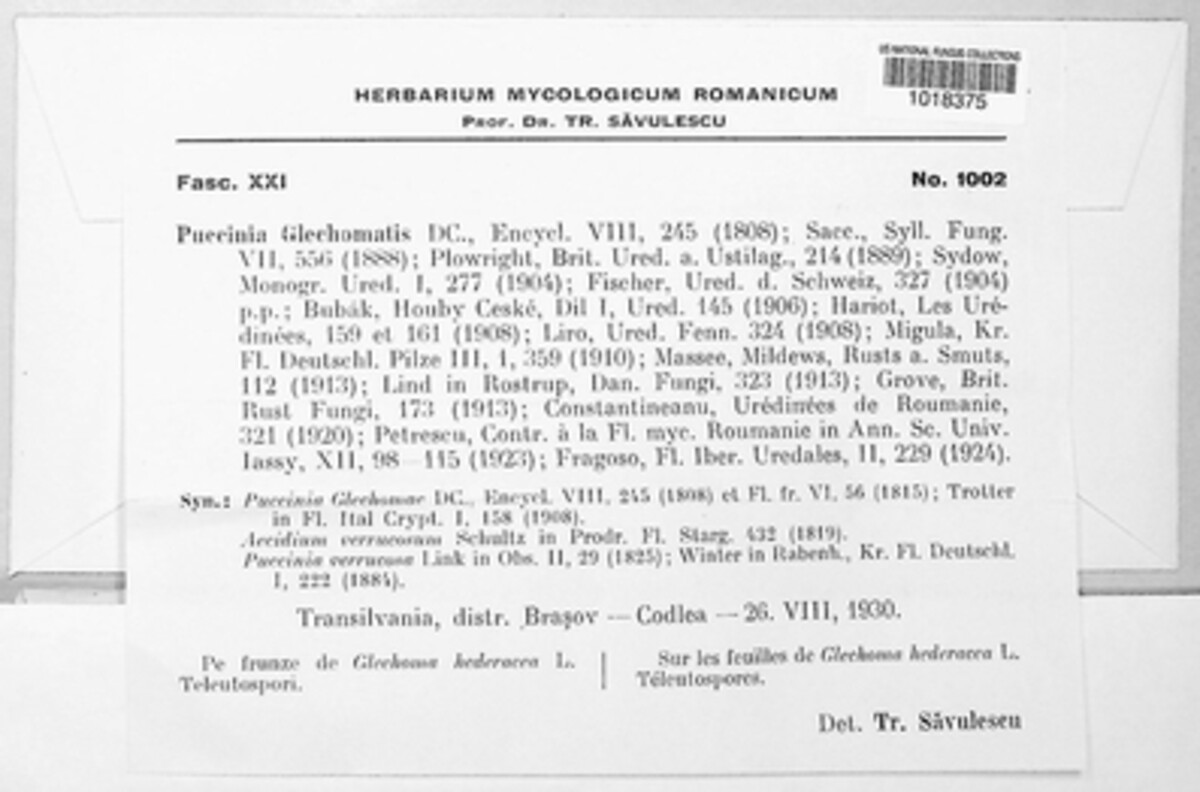 US NATIONAL FUNGUS COLLECTIONS
1018375
HERBARIUM MYCOLOGICUM ROMANICUM
PROF. DR. TR. SĂVULESCU
Fasc. XXI No. 1002
Puccinia Glechomatis DC., Encycl. VIII, 245 (1808); Sacc., Syll. Fung.
VII, 556 (1888); Plowright, Brit. Ured. a. Ustilag., 214 (1889); Sydow,
Monogr. Ured. I, 277 (1904); Fischer, Ured. d. Schweiz, 327 (1904)
p.p.; Bubák, Houby Ceské, Dil I, Ured. 145 (1906); Hariot, Les Uré-
dinées, 159 et 161 (1908); Liro, Ured. Fenn. 324 (1908); Migula, Kr.
Fl. Deutschl. Pilze III, 1, 359 (1910); Massee, Mildews, Rusts a. Smuts,
112 (1913); Lind in Rostrup, Dan. Fungi, 323 (1913); Grove, Brit.
Rust Fungi, 173 (1913); Constantineanu, Urédinées de Roumanie,
321 (1920); Petrescu, Contr. à la Fl. myc. Roumanie in Ann. Sc. Univ.
Iassy, XII, 98—115 (1923); Fragoso, Fl. Iber. Uredales, II, 229 (1924).
Syn.: Puccinia Glechomae DC., Encycl. VIII, 245 (1808) et Fl. fr. VI, 56 (1815); Trotter
in Fl. Ital Crypt. I, 158 (1908).
Aecidium verrucosum Schultz in Prodr. Fl. Starg. 432 (1819).
Puccinia verrucosa Link in Obs. II, 29 (1825); Winter in Rabenh., Kr. Fl. Deutschl.
I, 222 (1884).
Transilvania, distr. Brașov — Codlea — 26. VIII, 1930.
Pe frunze de Glechoma hederacea L.
Teleutospori.
Sur les feuilles de Glechoma hederacea L.
Téleutospores.
Det. Tr. Săvulescu